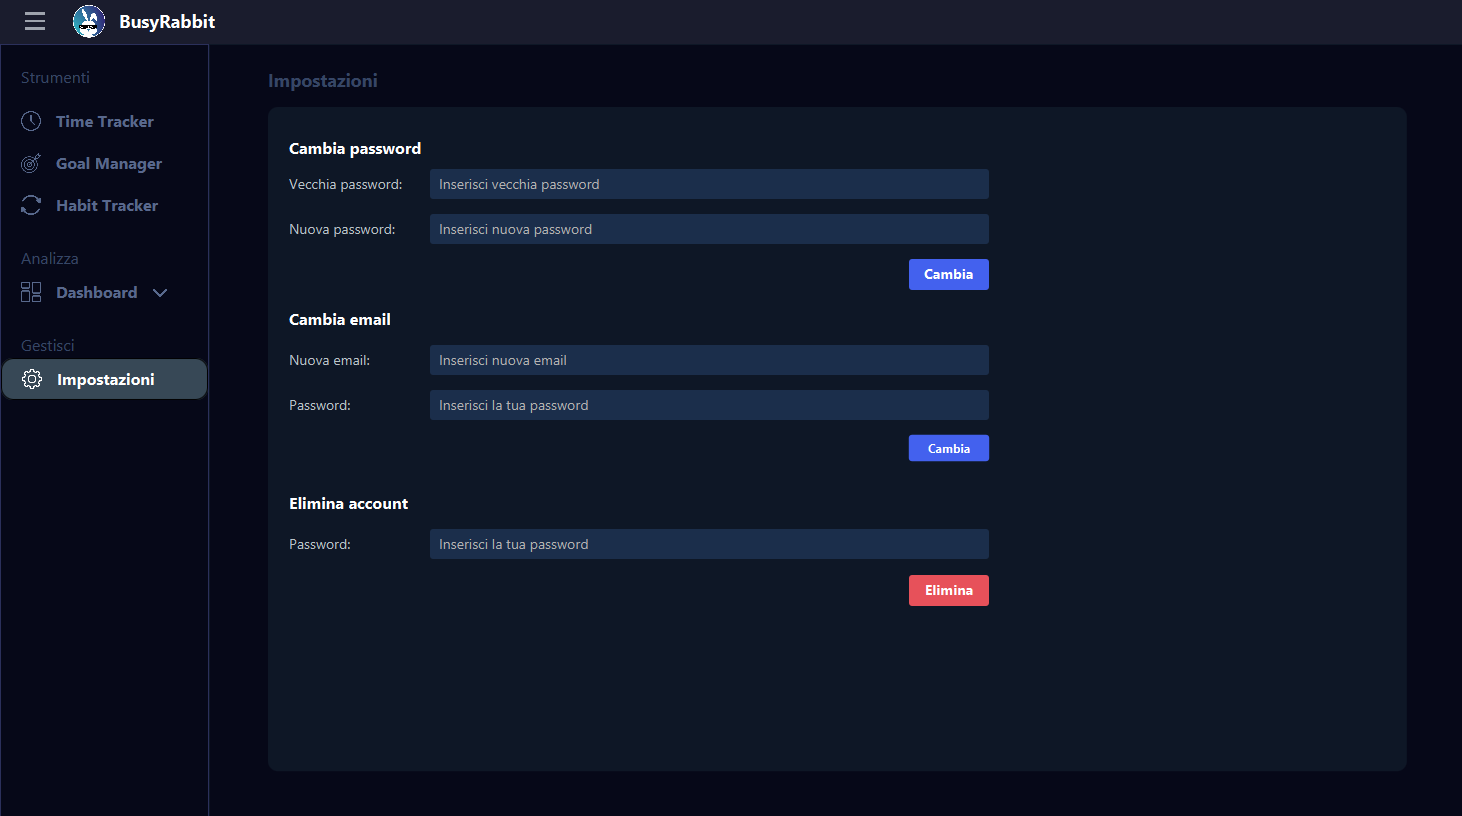 BusyRabbit
Strumenti
Time Tracker
Goal Manager
Habit Tracker
Analizza
Dashboard
Gestisci
Impostazioni
Impostazioni
Cambia password
Vecchia password: Inserisci vecchia password
Nuova password: Inserisci nuova password
Cambia
Cambia email
Nuova email: Inserisci nuova email
Password: Inserisci la tua password
Cambia
Elimina account
Password: Inserisci la tua password
Elimina